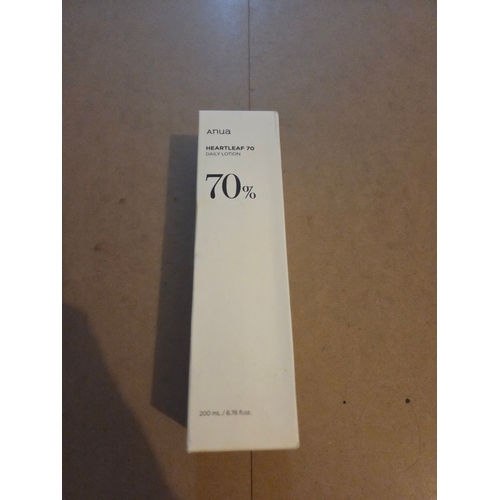 Anua
HEARTLEAF 70
DAILY LOTION
70%
200 mL / 6.76 fl.oz.